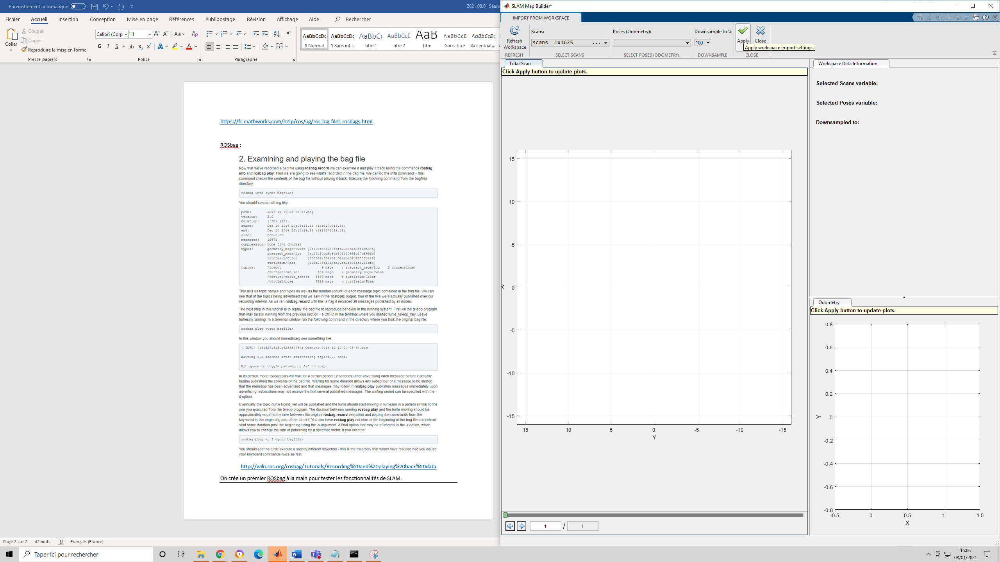 Enregistrement automatique
2021.08.01 Séanc
Fichier Accueil Insertion Conception Mise en page Références Publipostage Révision Affichage Aide Rechercher
Coller
Couper
Copier
Reproduire la mise en forme
Presse-papiers
Calibri (Corp 11
Aa
G I S ab x₂ x²
Police
Paragraphe
AaBbCcDc AaBbCcDc AaBbCc AaBbCcC AaB AaBbCcC AaBbCcDc
¶ Normal ¶ Sans int... Titre 1 Titre 2 Titre Sous-titre Accentuat...
https://fr.mathworks.com/help/ros/ug/ros-log-files-rosbags.html
ROSbag :
2. Examining and playing the bag file
Now that we've recorded a bag file using rosbag record we can examine it and play it back using the commands rosbag
info and rosbag play. First we are going to see what's recorded in the bag file. We can do the info command -- this
command checks the contents of the bag file without playing it back. Execute the following command from the bagfiles
directory:
rosbag info <your bagfile>
You should see something like:
path: 2014-12-10-20-08-34.bag
version: 2.0
duration: 1:38s (98s)
start: Dec 10 2014 20:08:35.83 (1418270915.83)
end: Dec 10 2014 20:10:14.38 (1418271014.38)
size: 865.0 KB
messages: 12471
compression: none [1/1 chunks]
types: geometry_msgs/Twist [9f195f881246fdfa2798d1d3eebca84a]
rosgraph_msgs/Log [acffd30cd6b6de30f120938c17c593fb]
turtlesim/Color [353891e354491c51aabe32df673fb446]
turtlesim/Pose [863b248d5016ca62ea2e895ae5265cf9]
topics: /rosout 4 msgs : rosgraph_msgs/Log (2 connections)
/turtle1/cmd_vel 169 msgs : geometry_msgs/Twist
/turtle1/color_sensor 6149 msgs : turtlesim/Color
/turtle1/pose 6149 msgs : turtlesim/Pose
This tells us topic names and types as well as the number (count) of each message topic contained in the bag file. We can
see that of the topics being advertised that we saw in the rostopic output, four of the five were actually published over our
recording interval. As we ran rosbag record with the -a flag it recorded all messages published by all nodes.
The next step in this tutorial is to replay the bag file to reproduce behavior in the running system. First kill the teleop program
that may be still running from the previous section - a Ctrl-C in the terminal where you started turtle_teleop_key. Leave
turtlesim running. In a terminal window run the following command in the directory where you took the original bag file:
rosbag play <your bagfile>
In this window you should immediately see something like:
[ INFO] [1418271315.162885976]: Opening 2014-12-10-20-08-34.bag
Waiting 0.2 seconds after advertising topics... done.
Hit space to toggle paused, or 's' to step.
In its default mode rosbag play will wait for a certain period (.2 seconds) after advertising each message before it actually
begins publishing the contents of the bag file. Waiting for some duration allows any subscriber of a message to be alerted
that the message has been advertised and that messages may follow. If rosbag play publishes messages immediately upon
advertising, subscribers may not receive the first several published messages. The waiting period can be specified with the -
d option.
Eventually the topic /turtle1/cmd_vel will be published and the turtle should start moving in turtlesim in a pattern similar to the
one you executed from the teleop program. The duration between running rosbag play and the turtle moving should be
approximately equal to the time between the original rosbag record execution and issuing the commands from the
keyboard in the beginning part of the tutorial. You can have rosbag play not start at the beginning of the bag file but instead
start some duration past the beginning using the -s argument. A final option that may be of interest is the -r option, which
allows you to change the rate of publishing by a specified factor. If you execute:
rosbag play -r 2 <your bagfile>
You should see the turtle execute a slightly different trajectory - this is the trajectory that would have resulted had you issued
your keyboard commands twice as fast.
http://wiki.ros.org/rosbag/Tutorials/Recording%20and%20playing%20back%20data
On crée un premier ROSbag à la main pour tester les fonctionnalités de SLAM.
Page 2 sur 2 42 mots Français (France)
SLAM Map Builder*
IMPORT FROM WORKSPACE
Refresh
Workspace
REFRESH
Scans:
scans 1x1625 ...
SELECT SCANS
Poses (Odometry):
SELECT POSES (ODOMETRY)
Downsample to %
100
DOWNSAMPLE
Apply Close
Apply workspace import settings.
CLOSE
Lidar Scan
Click Apply button to update plots.
15
10
5
0
-5
-10
-15
15 10 5 0 -5 -10 -15
Y
1 / 1
Workspace Data Information
Selected Scans variable:
Selected Poses variable:
Downsampled to:
Odometry
Click Apply button to update plots.
0.8
0.6
0.4
0.2
0
-0.2
-0.4
-0.6
-0.8
Y
-0.5 0 0.5 1 1.5
X
Taper ici pour rechercher
16:06
08/01/2021